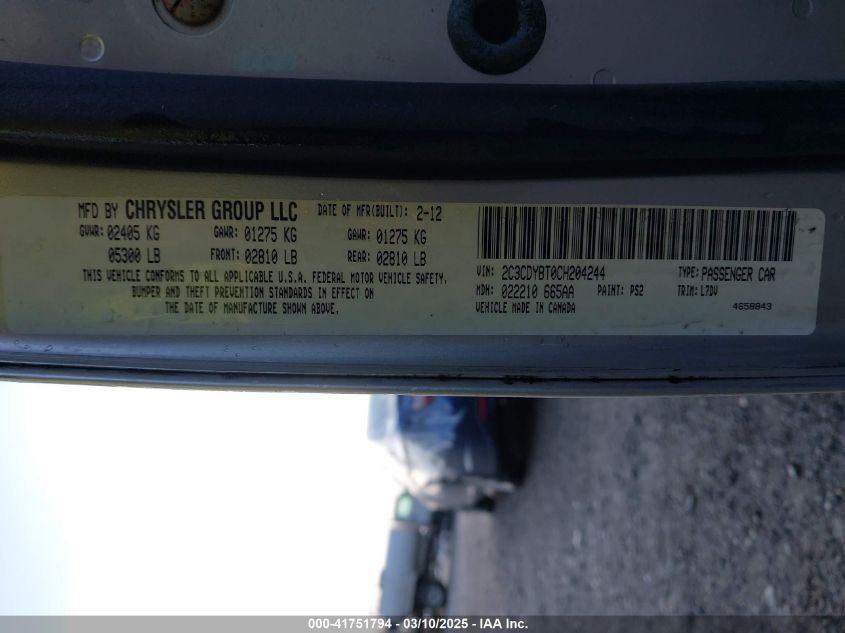 MFD BY CHRYSLER GROUP LLC DATE OF MFR(BUILT): 2-12
GVWR: 02405 KG GAWR: 01275 KG GAWR: 01275 KG
05300 LB FRONT: 02810 LB REAR: 02810 LB
THIS VEHICLE CONFORMS TO ALL APPLICABLE U.S.A. FEDERAL MOTOR VEHICLE SAFETY,
BUMPER AND THEFT PREVENTION STANDARDS IN EFFECT ON
THE DATE OF MANUFACTURE SHOWN ABOVE.
VIN: 2C3CDYBT0CH204244 TYPE: PASSENGER CAR
MDH: 022210 665AA PAINT: PS2 TRIM: L7DV
VEHICLE MADE IN CANADA 4658843
000-41751794 - 03/10/2025 - IAA Inc.